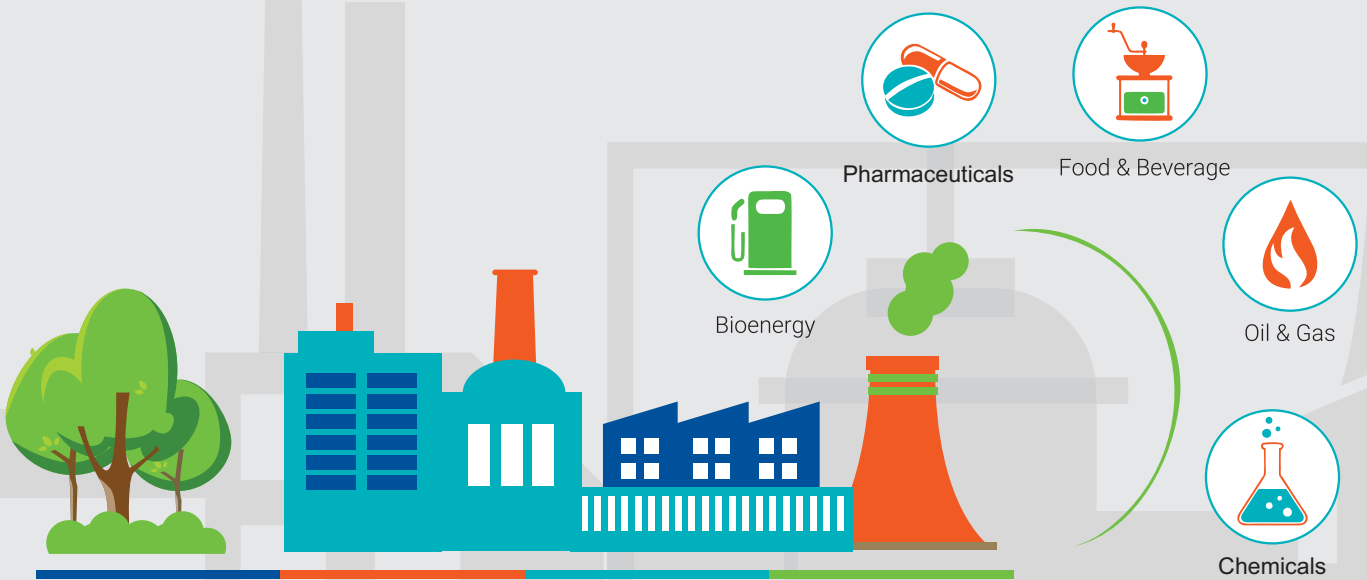 Pharmaceuticals
Food & Beverage
Bioenergy
Oil & Gas
Chemicals